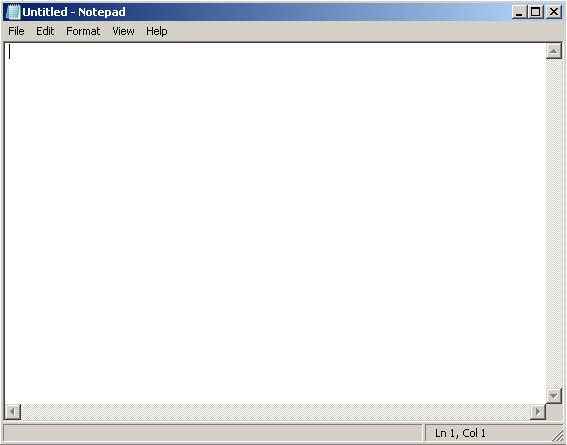 Untitled - Notepad
File Edit Format View Help
Ln 1, Col 1